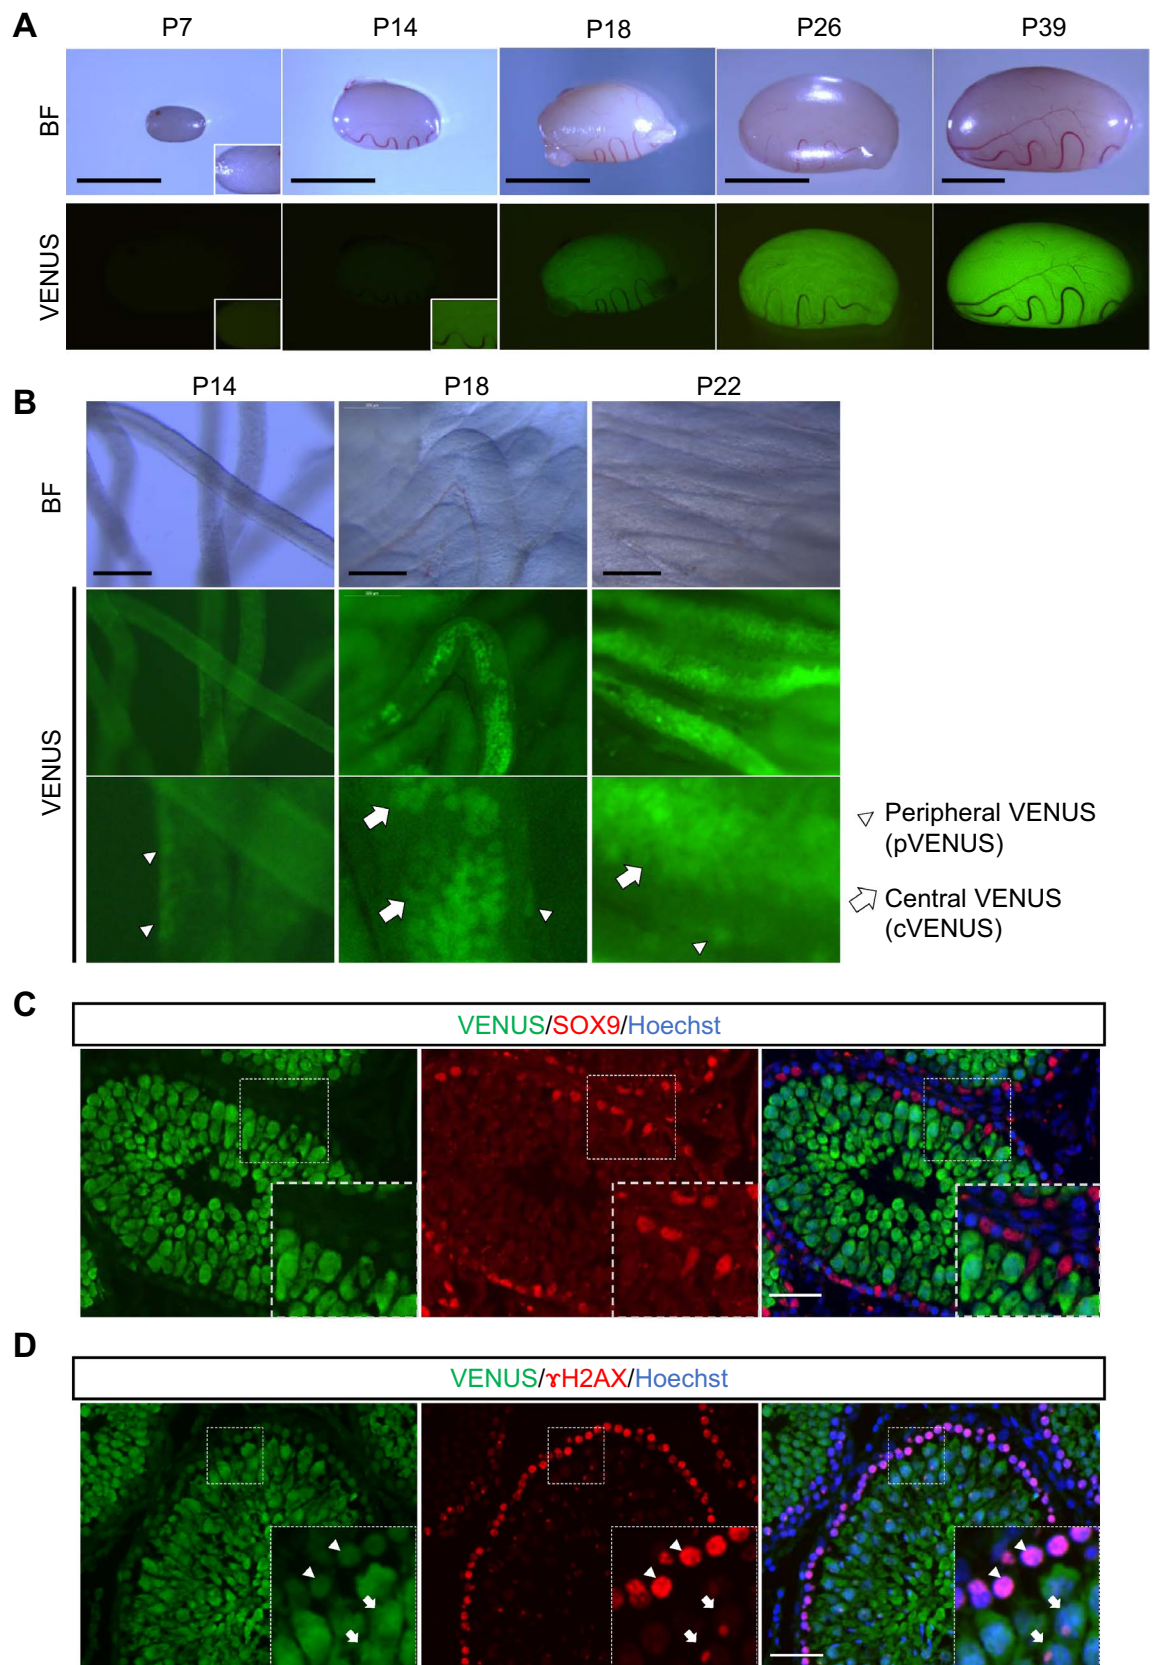 A
P7 P14 P18 P26 P39
BF
VENUS
B
P14 P18 P22
BF
VENUS
Peripheral VENUS
(pVENUS)
Central VENUS
(cVENUS)
C
VENUS/SOX9/Hoechst
D
VENUS/ɤH2AX/Hoechst